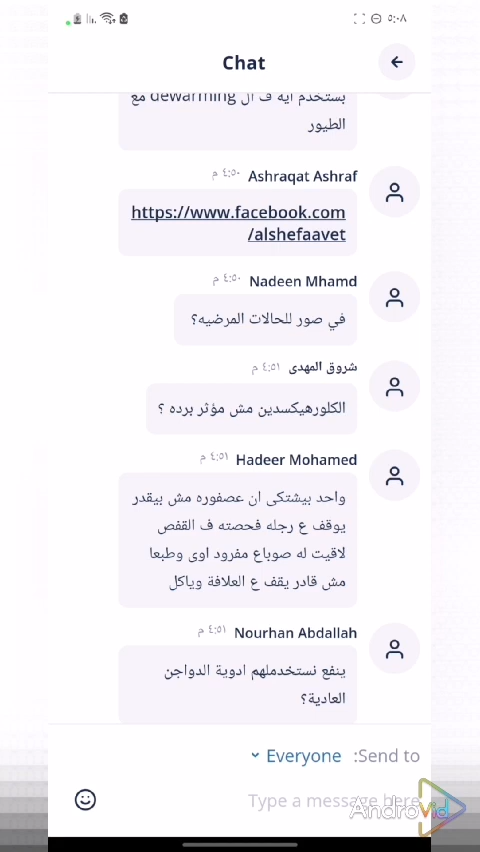 ٥:٠٨
Chat
بستخدم ايه ف ال dewarming مع
الطيور
Ashraqat Ashraf ٤:٥٠ م
https://www.facebook.com
/alshefaavet
Nadeen Mhamd ٤:٥٠ م
في صور للحالات المرضيه؟
شروق المهدى ٤:٥١ م
الكلورهيكسدين مش مؤثر برده ؟
Hadeer Mohamed ٤:٥١ م
واحد بيشتكى ان عصفوره مش بيقدر
يوقف ع رجله فحصته ف القفص
لاقيت له صوباع مفرود اوى وطبعا
مش قادر يقف ع العلافة وياكل
Nourhan Abdallah ٤:٥١ م
ينفع نستخدملهم ادوية الدواجن
العادية؟
Send to: Everyone
Type a message here
Androvid